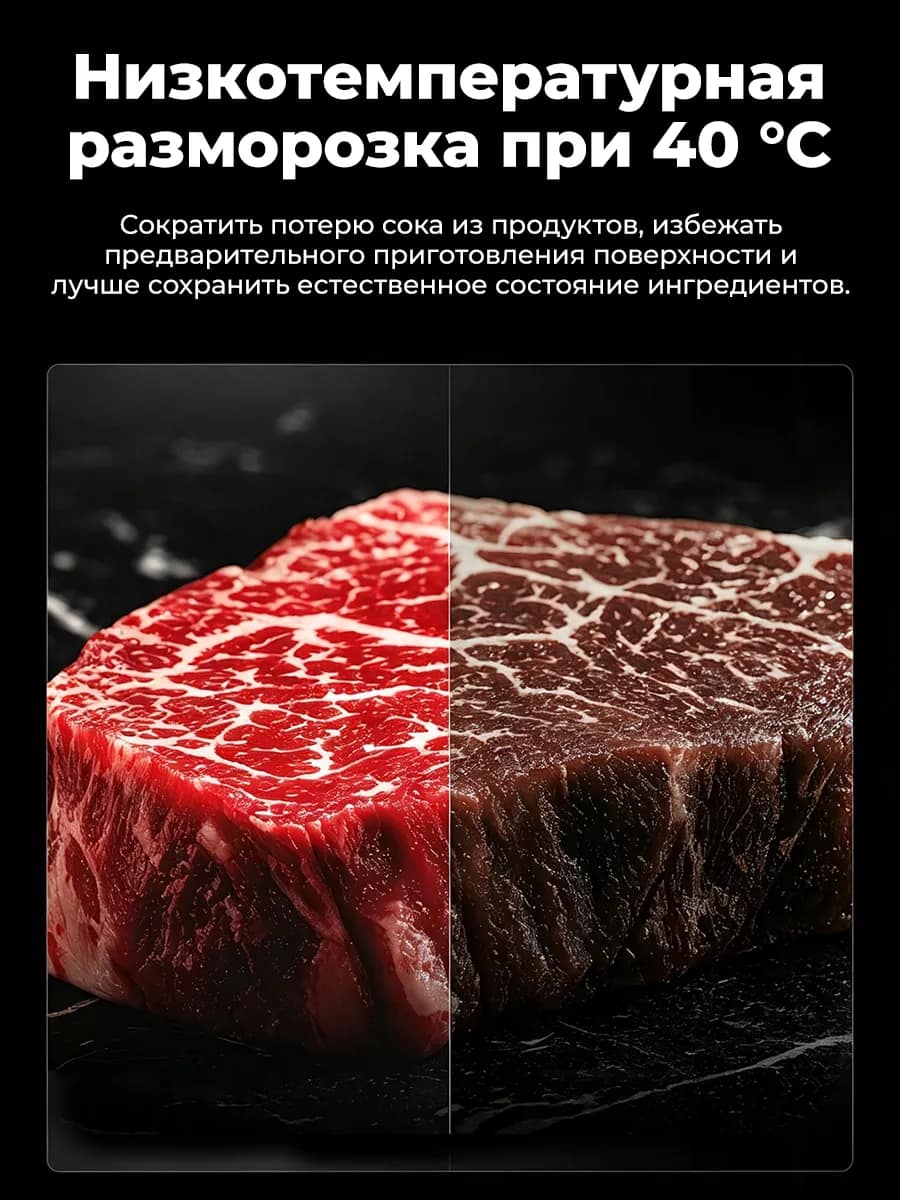 Низкотемпературная
разморозка при 40 °C
Сократить потерю сока из продуктов, избежать
предварительного приготовления поверхности и
лучше сохранить естественное состояние ингредиентов.